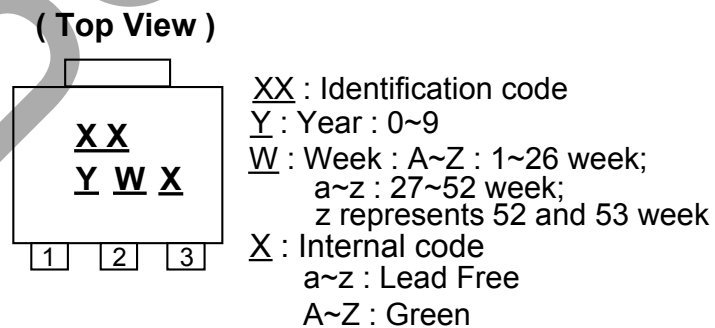 ( Top View )
X X
Y W X
1 2 3
XX : Identification code
Y : Year : 0~9
W : Week : A~Z : 1~26 week;
a~z : 27~52 week;
z represents 52 and 53 week
X : Internal code
a~z : Lead Free
A~Z : Green